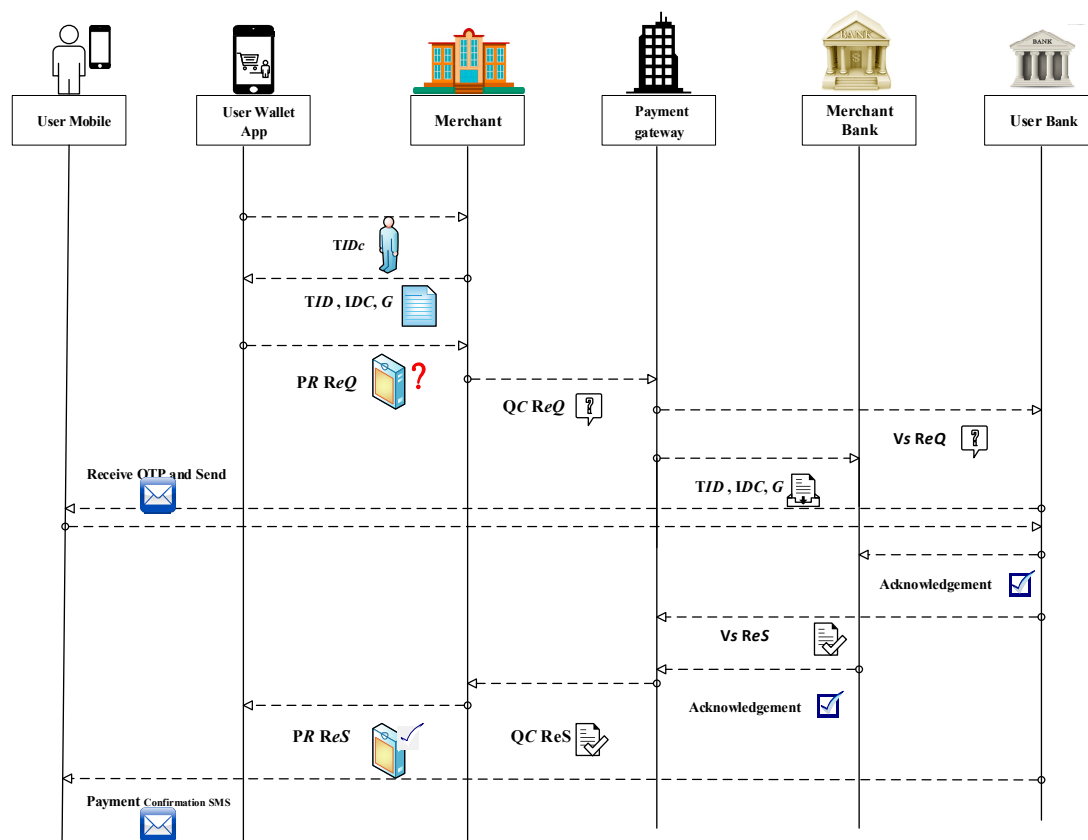 BANK
BANK
User Mobile
User Wallet
App
Merchant
Payment
gateway
Merchant
Bank
User Bank
TIDc
TID , IDC, G
PR ReQ
QC ReQ
Vs ReQ
Receive OTP and Send
TID , IDC, G
Acknowledgement
Vs ReS
Acknowledgement
PR ReS
QC ReS
Payment Confirmation SMS